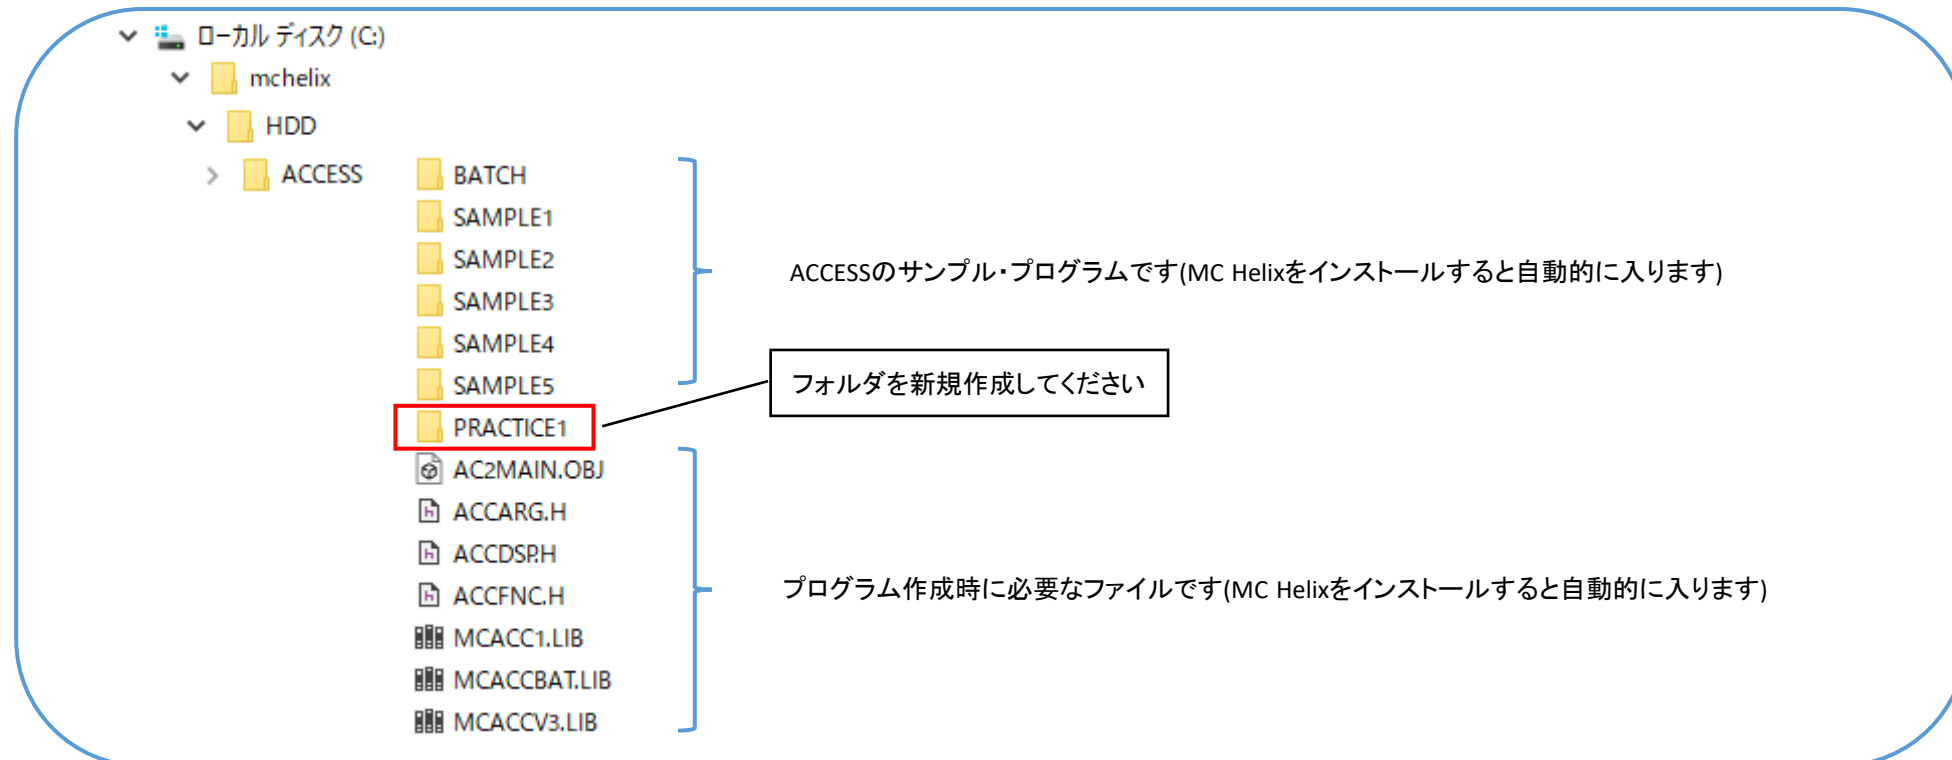 ローカル ディスク (C:)
mchelix
HDD
ACCESS
BATCH
SAMPLE1
SAMPLE2
SAMPLE3
SAMPLE4
SAMPLE5
ACCESSのサンプル・プログラムです(MC Helixをインストールすると自動的に入ります)
フォルダを新規作成してください
PRACTICE1
AC2MAIN.OBJ
ACCARG.H
ACCDSP.H
ACCFNC.H
MCACC1.LIB
MCACCBAT.LIB
MCACCV3.LIB
プログラム作成時に必要なファイルです(MC Helixをインストールすると自動的に入ります)